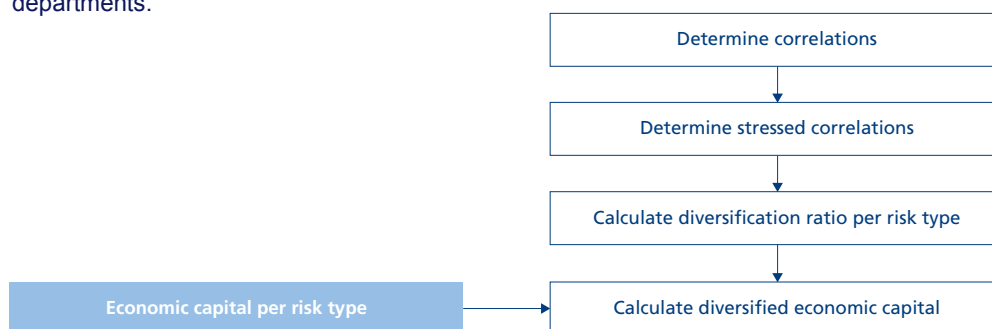 departments.
Determine correlations
Determine stressed correlations
Calculate diversification ratio per risk type
Economic capital per risk type
Calculate diversified economic capital